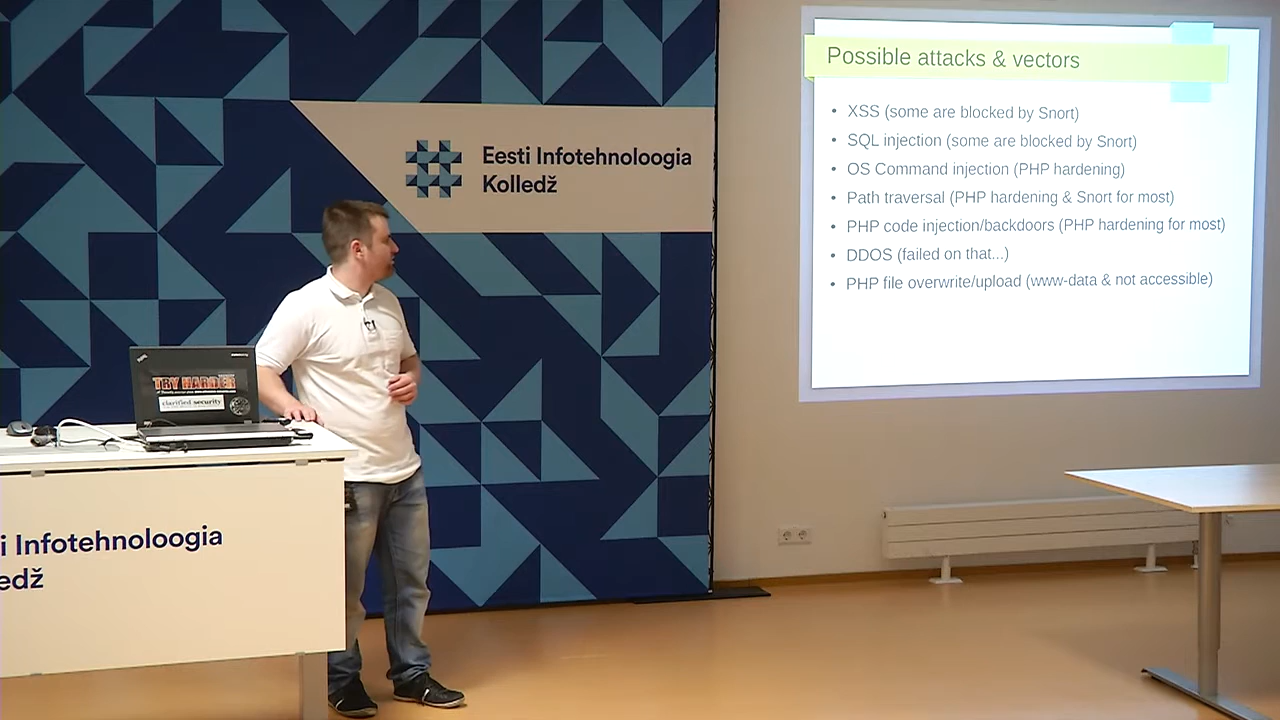 Possible attacks & vectors
• XSS (some are blocked by Snort)
• SQL injection (some are blocked by Snort)
• OS Command injection (PHP hardening)
• Path traversal (PHP hardening & Snort for most)
• PHP code injection/backdoors (PHP hardening for most)
• DDOS (failed on that...)
• PHP file overwrite/upload (www-data & not accessible)
Eesti Infotehnoloogia
Kolledž
TRY HARDER
clarified security
i Infotehnoloogia
edž